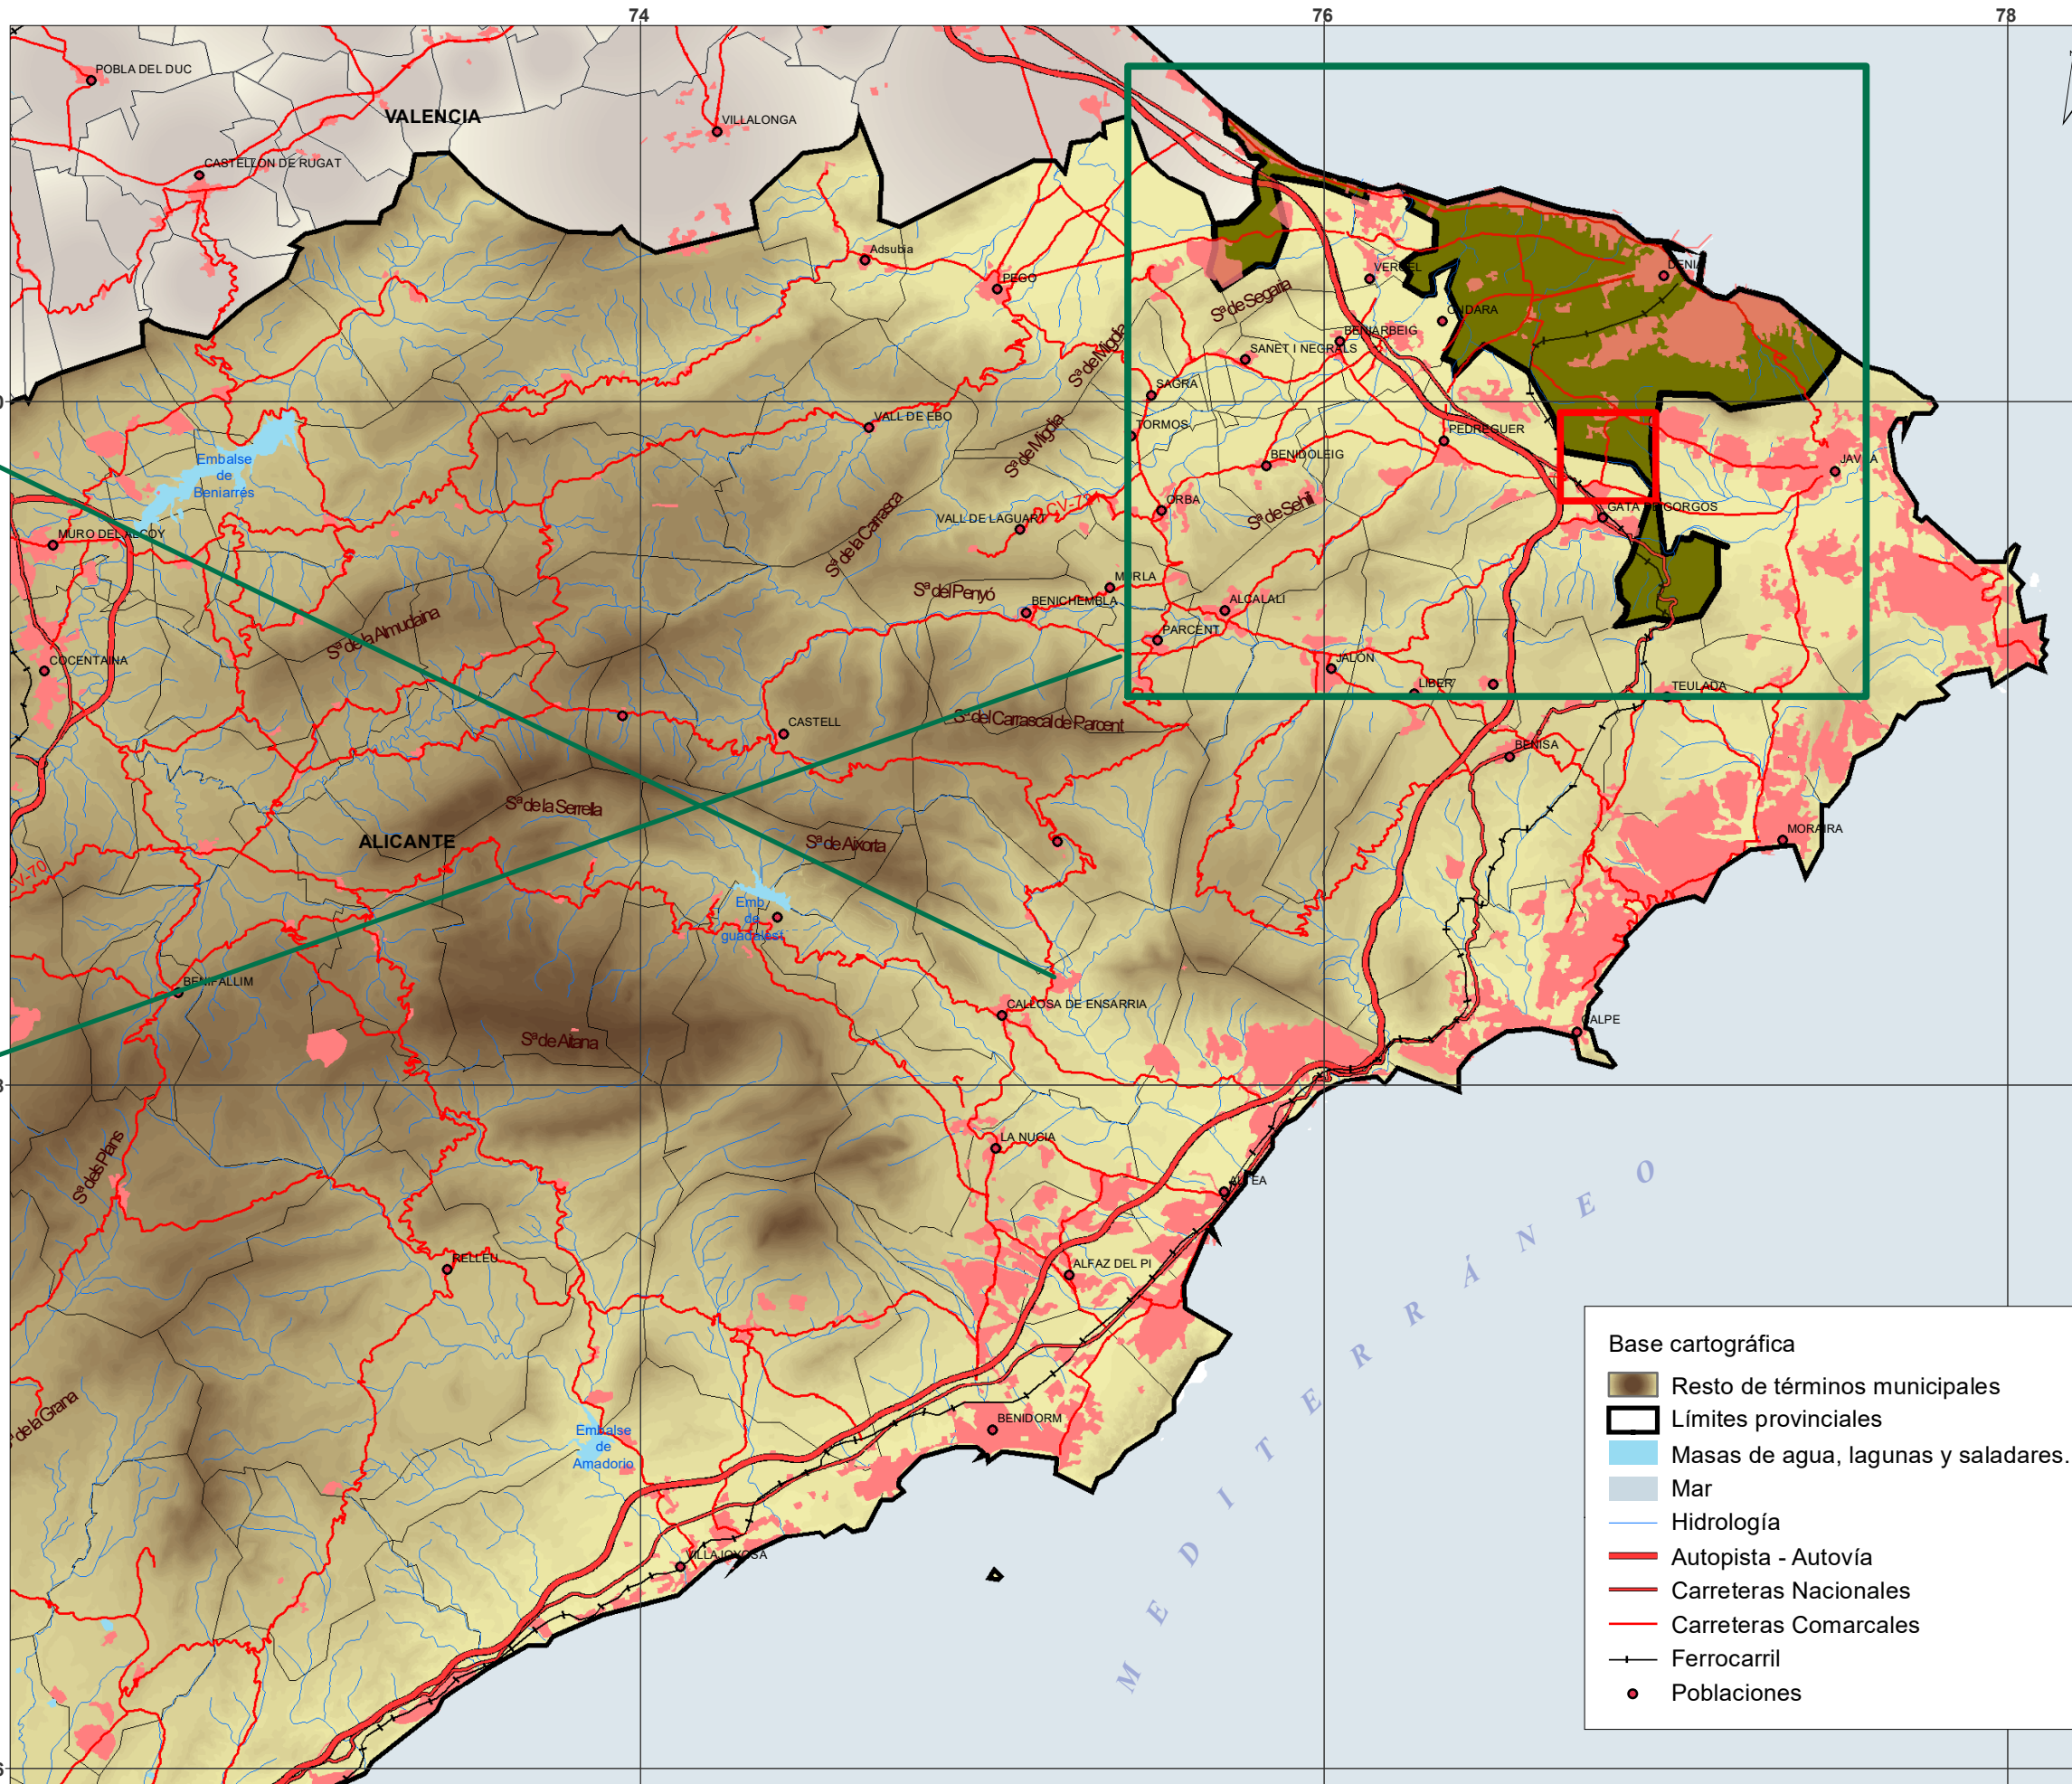 74
76
78
POBLA DEL DUC
VALENCIA
VILLALONGA
CASTELLON DE RUGAT
Adsubia
PEGO
VERGEL
DENIA
Sª de Segaria
ONDARA
BENIARBEIG
SANET I NEGRALS
Sª de Migdia
SAGRA
VALL DE EBO
TORMOS
PEDREGUER
Sª de Migdia
BENIDOLEIG
JAVEA
Embalse
de
Beniarrés
ORBA
Sª de Sehil
GATA DE GORGOS
VALL DE LAGUART
Sª de la Carrasca
MURO DEL ALCOY
MURLA
Sª del Penyó
BENICHEMBLA
ALCALALI
Sª de la Almudaina
PARCENT
COCENTAINA
JALON
LIBER
TEULADA
CASTELL
Sª del Carrascal de Parcent
BENISA
Sª de la Serrella
ALICANTE
Sª de Aixorta
MORAIRA
CV-70
Emb
de
guadalest
BENIFALLIM
CALLOSA DE ENSARRIA
CALPE
Sª de Aitana
LA NUCIA
Sª dels Plans
ALTEA
RELLEU
ALFAZ DEL PI
MEDITERRÁNEO
Sª de la Grana
BENIDORM
Embalse
de
Amadorio
VILLAJOYOSA
Base cartográfica
Resto de términos municipales
Límites provinciales
Masas de agua, lagunas y saladares.
Mar
Hidrología
Autopista - Autovía
Carreteras Nacionales
Carreteras Comarcales
Ferrocarril
Poblaciones